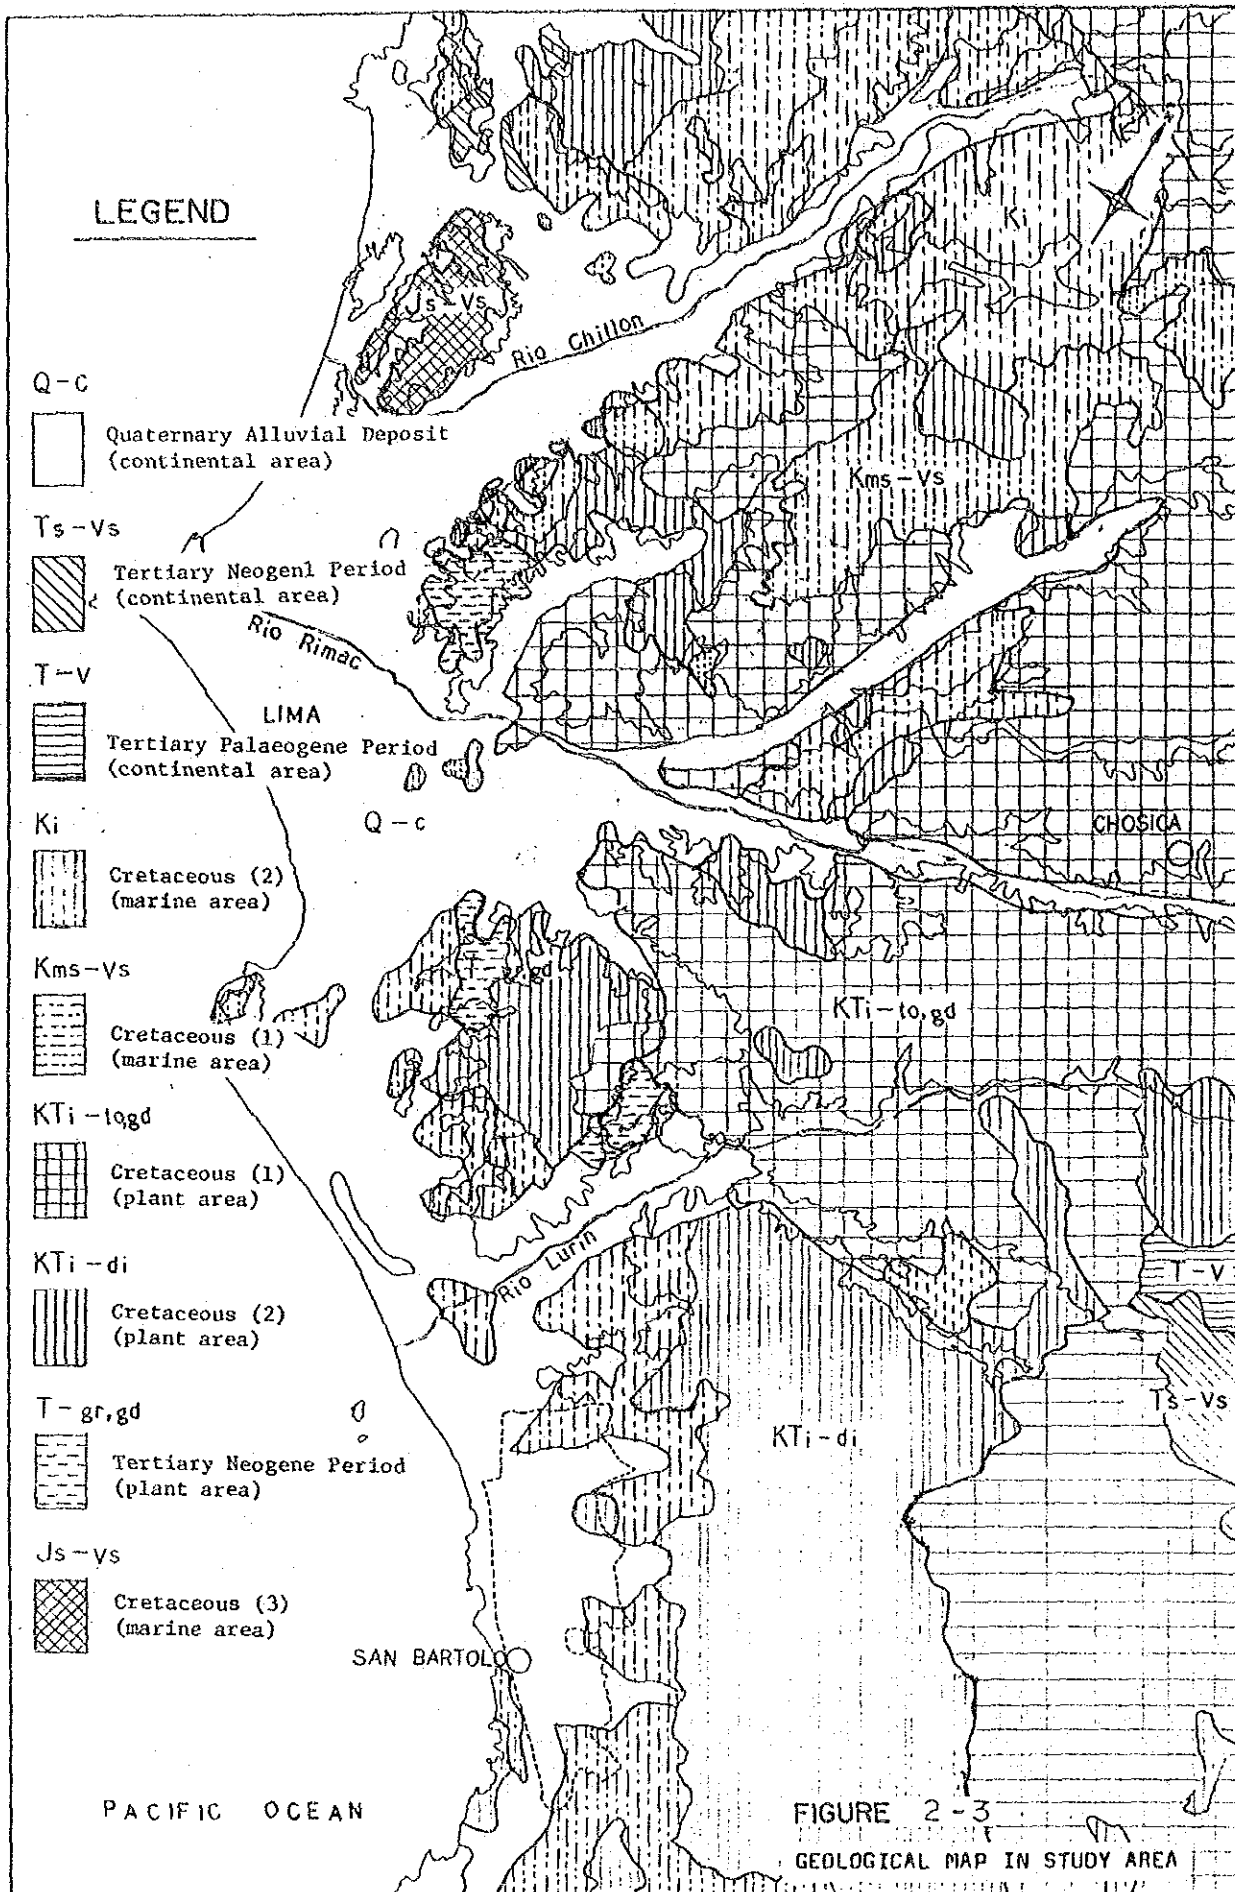 LEGEND
Q-c
Quaternary Alluvial Deposit
(continental area)
Ts-Vs
Tertiary Neogenl Period
(continental area)
T-v
Tertiary Palaeogene Period
(continental area)
Ki
Cretaceous (2)
(marine area)
Kms-Vs
Cretaceous (1)
(marine area)
KTi-to,gd
Cretaceous (1)
(plant area)
KTi-di
Cretaceous (2)
(plant area)
T-gr,gd
Tertiary Neogene Period
(plant area)
Js-Vs
Cretaceous (3)
(marine area)
Ki
Js-Vs
Rio Chillon
Kms-Vs
Rio Rimac
LIMA
Q-c
CHOSICA
gr,gd
KTi-to,gd
Rio Lurin
T-V
Ts-Vs
KTi-di
SAN BARTOLO
PACIFIC OCEAN
FIGURE 2-3
GEOLOGICAL MAP IN STUDY AREA